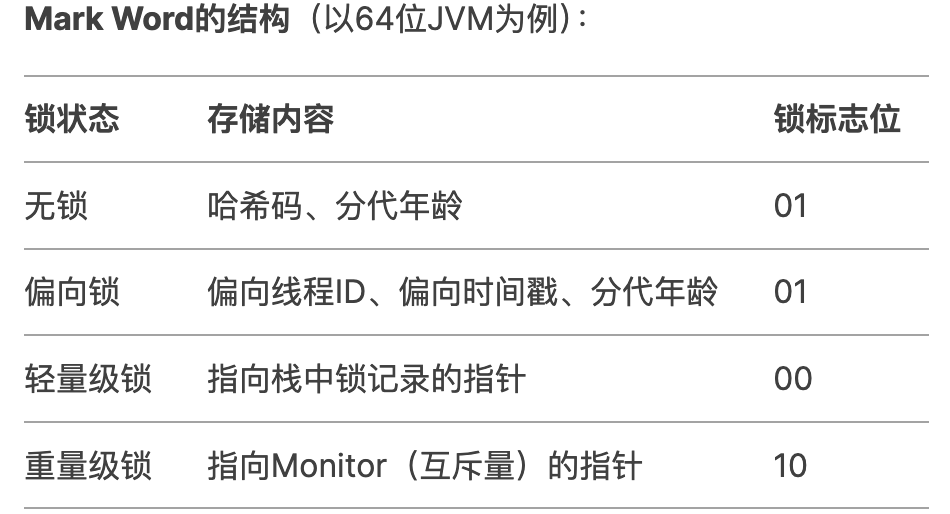 Mark Word的结构（以64位JVM为例）：
锁状态 存储内容 锁标志位
无锁 哈希码、分代年龄 01
偏向锁 偏向线程ID、偏向时间戳、分代年龄 01
轻量级锁 指向栈中锁记录的指针 00
重量级锁 指向Monitor（互斥量）的指针 10